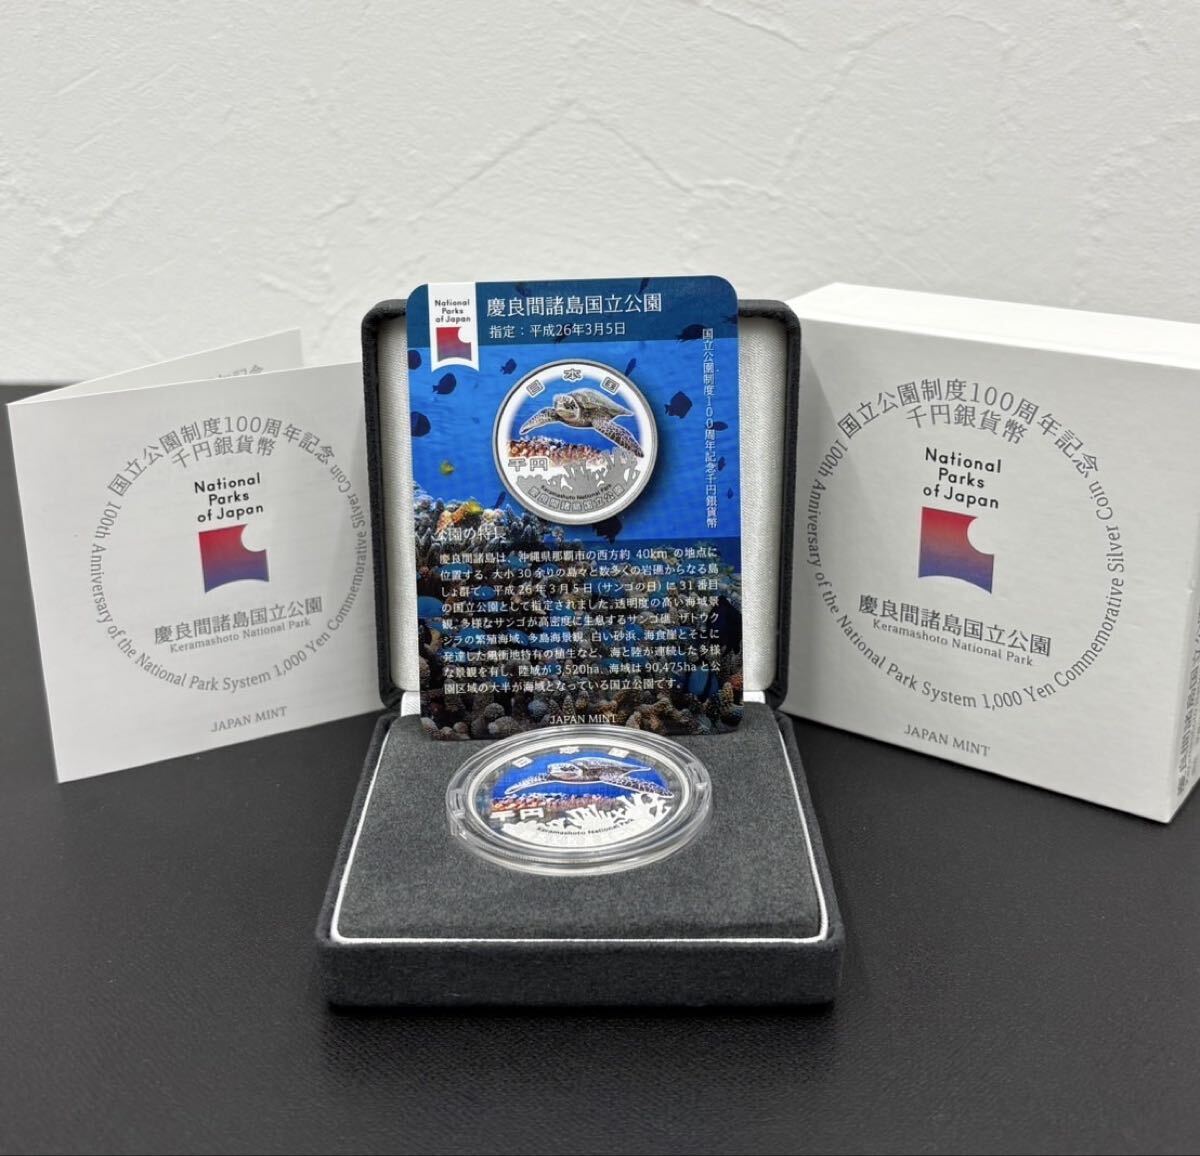 National
Parks
of Japan
慶良間諸島国立公園
指定：平成26年3月5日
国立公園制度100周年記念千円銀貨幣
日本国
千円
Keramashoto National Park
慶良間諸島国立公園
公園の特長
慶良間諸島は、沖縄県那覇市の西方約 40km の地点に
位置する、大小 30 余りの島々と数多くの岩礁からなる島
しょ群で、平成 26 年 3 月 5 日 (サンゴの日) に 31 番目
の国立公園として指定されました。透明度の高い海域景
観、多様なサンゴが高密度に生息するサンゴ礁、ザトウク
ジラの繁殖海域、多島海景観、白い砂浜、海食崖とそこに
発達した風衝地特有の植生など、海と陸が連続した多様
な景観を有し、陸域が 3,520ha、海域は 90,475ha と公
園区域の大半が海域となっている国立公園です。
JAPAN MINT
日本国
千円
Keramashoto National
国立公園制度100周年記念
千円銀貨幣
National
Parks
of Japan
慶良間諸島国立公園
Keramashoto National Park
100th Anniversary of the National Park System 1,000 Yen Commemorative Silver Coin
JAPAN MINT
国立公園制度100周年記念
千円銀貨幣
National
Parks
of Japan
慶良間諸島国立公園
Keramashoto National Park
100th Anniversary of the National Park System 1,000 Yen Commemorative Silver Coin
JAPAN MINT